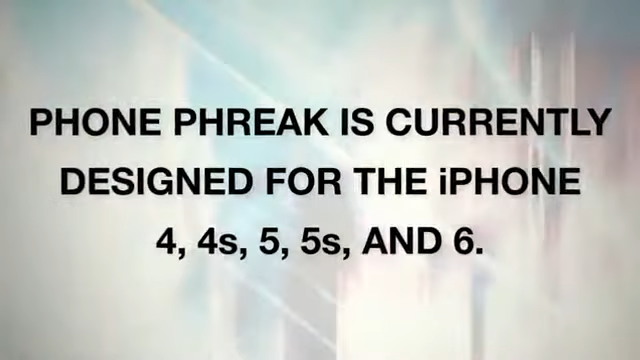 PHONE PHREAK IS CURRENTLY
DESIGNED FOR THE iPHONE
4, 4s, 5, 5s, AND 6.